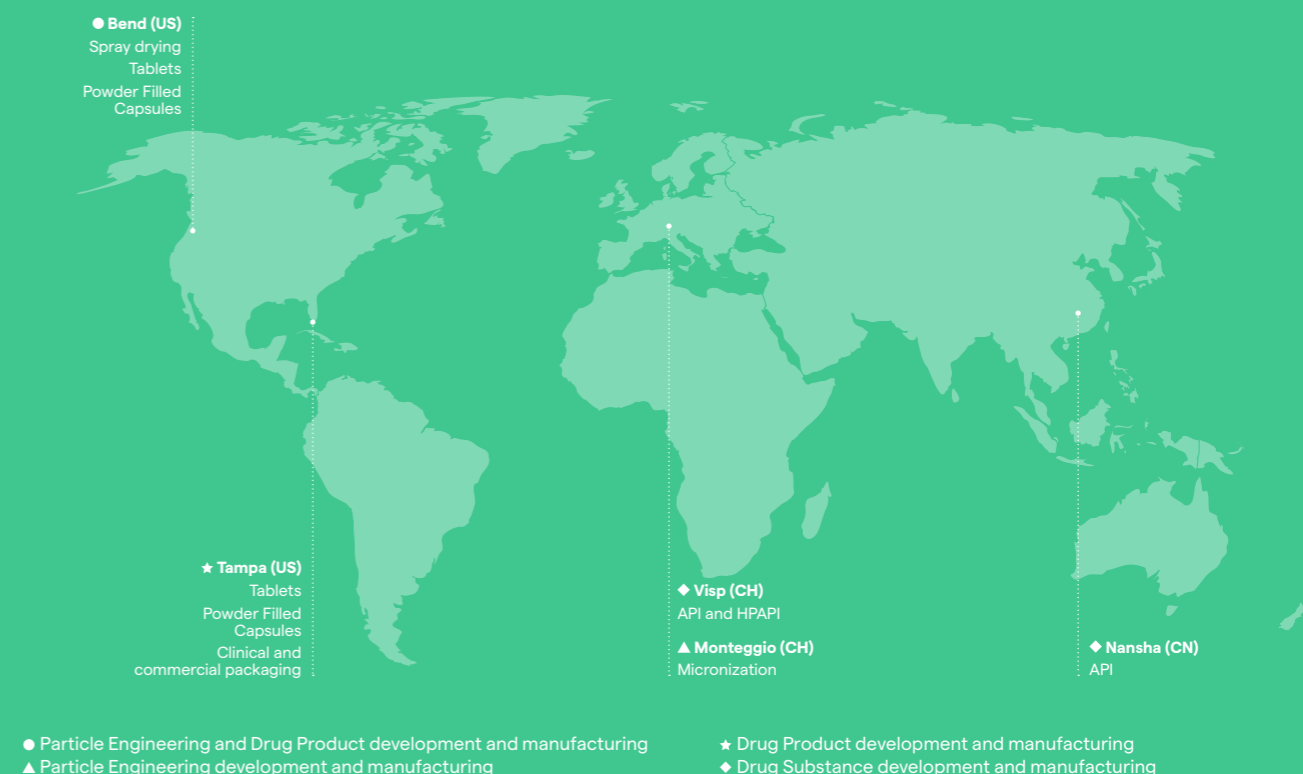 Bend (US)
Spray drying
Tablets
Powder Filled
Capsules
Tampa (US)
Tablets
Powder Filled
Capsules
Clinical and
commercial packaging
Visp (CH)
API and HPAPI
Monteggio (CH)
Micronization
Nansha (CN)
API
Particle Engineering and Drug Product development and manufacturing
Particle Engineering development and manufacturing
Drug Product development and manufacturing
Drug Substance development and manufacturing